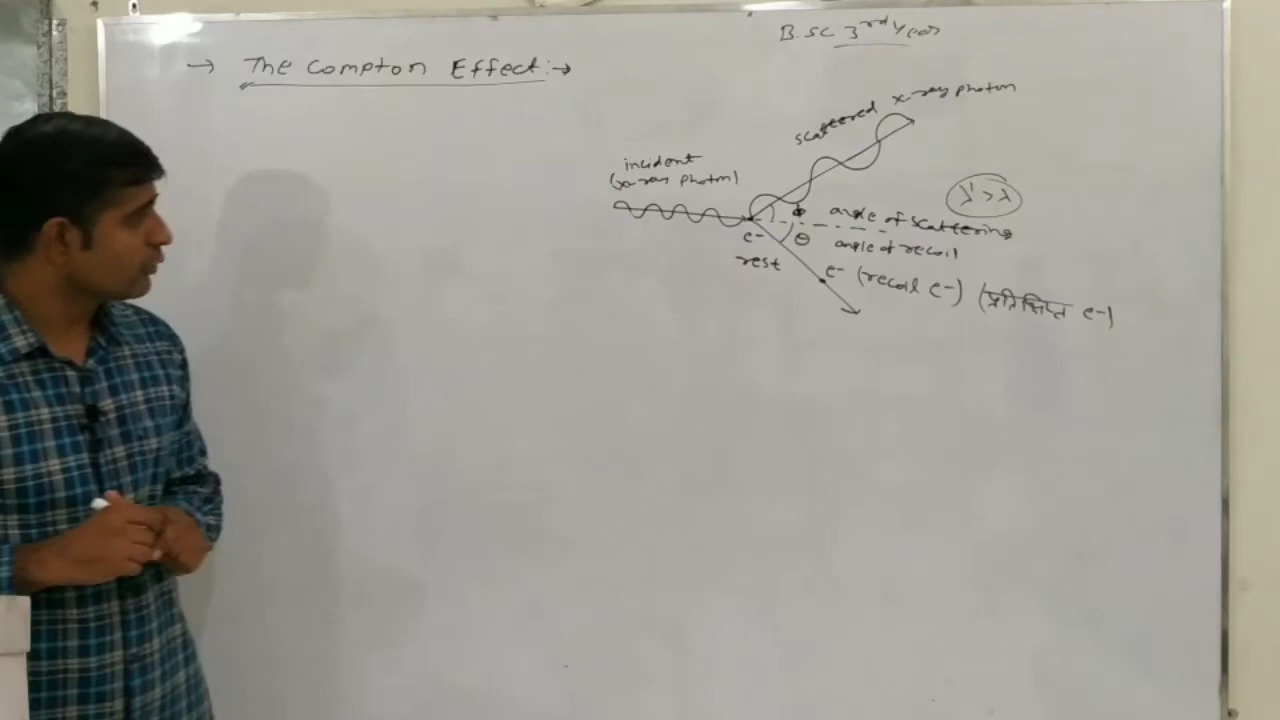 B.SC 3rd Year
→ The Compton Effect:→
scattered x-ray photon
incident
(x-ray photon)
λ' > λ
ϕ angle of scattering
e- θ angle of recoil
rest
e- (recoil e-) (प्रतिक्षिप्त e-)